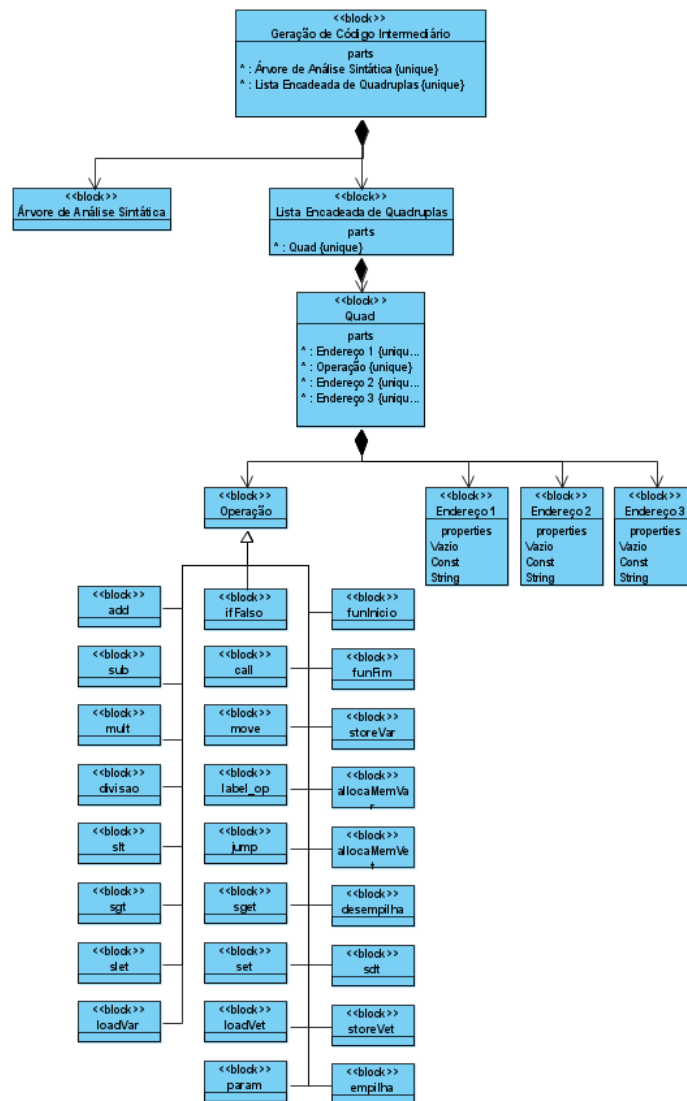 <<block>>
Geração de Código Intermediário
parts
^ : Árvore de Análise Sintática {unique}
^ : Lista Encadeada de Quadruplas {unique}
<<block>>
Árvore de Análise Sintática
<<block>>
Lista Encadeada de Quadruplas
parts
^ : Quad {unique}
<<block>>
Quad
parts
^ : Endereço 1 {uniqu...
^ : Operação {unique}
^ : Endereço 2 {uniqu...
^ : Endereço 3 {uniqu...
<<block>>
Operação
<<block>>
Endereço 1
properties
Vazio
Const
String
<<block>>
Endereço 2
properties
Vazio
Const
String
<<block>>
Endereço 3
properties
Vazio
Const
String
<<block>>
add
<<block>>
ifFalso
<<block>>
funInicio
<<block>>
sub
<<block>>
call
<<block>>
funFim
<<block>>
mult
<<block>>
move
<<block>>
storeVar
<<block>>
divisao
<<block>>
label_op
<<block>>
allocaMemVa
r
<<block>>
slt
<<block>>
jump
<<block>>
allocaMemVe
t
<<block>>
sgt
<<block>>
sget
<<block>>
desempilha
<<block>>
slet
<<block>>
set
<<block>>
sdt
<<block>>
loadVar
<<block>>
loadVet
<<block>>
storeVet
<<block>>
param
<<block>>
empilha